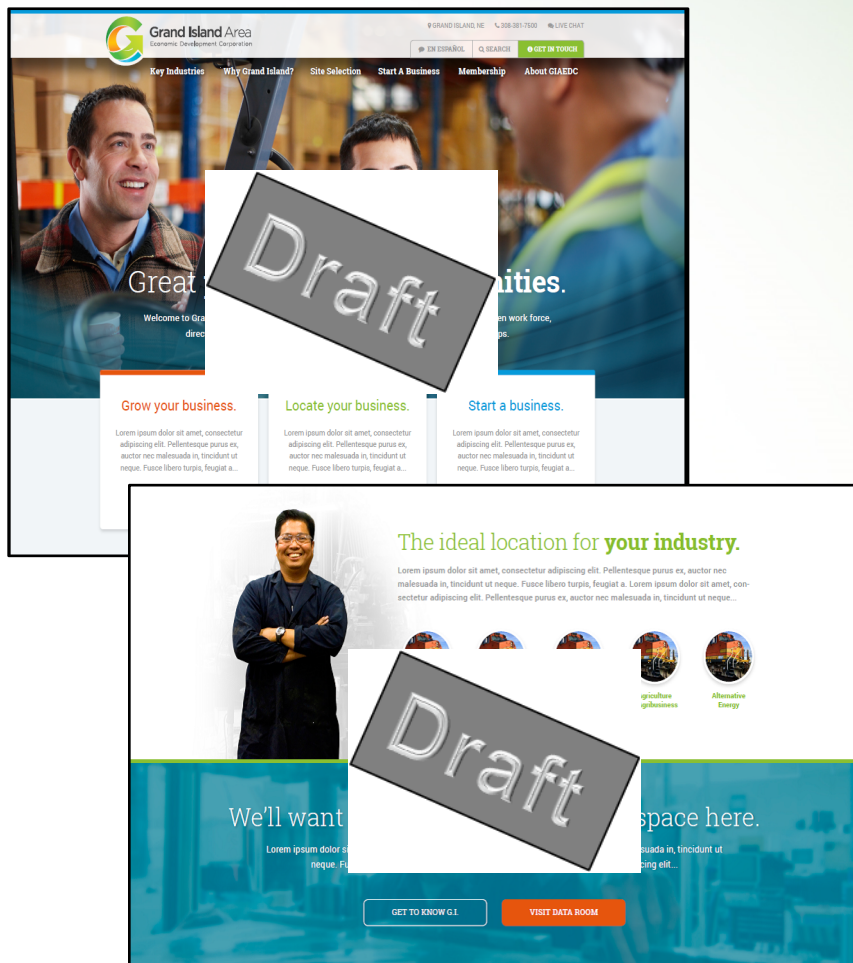 Grand Island Area
Economic Development Corporation
GRAND ISLAND, NE 308-381-7500 LIVE CHAT
EN ESPAÑOL SEARCH GET IN TOUCH
Key Industries Why Grand Island? Site Selection Start A Business Membership About GIAEDC
Draft
Great nities.
Welcome to Gra en work force,
direc ps.
Grow your business. Locate your business. Start a business.
Lorem ipsum dolor sit amet, consectetur Lorem ipsum dolor sit amet, consectetur Lorem ipsum dolor sit amet, consectetur
adipiscing elit. Pellentesque purus ex, adipiscing elit. Pellentesque purus ex, adipiscing elit. Pellentesque purus ex,
auctor nec malesuada in, tincidunt ut auctor nec malesuada in, tincidunt ut auctor nec malesuada in, tincidunt ut
neque. Fusce libero turpis, feugiat a... neque. Fusce libero turpis, feugiat a... neque. Fusce libero turpis, feugiat a...
The ideal location for your industry.
Lorem ipsum dolor sit amet, consectetur adipiscing elit. Pellentesque purus ex, auctor nec
malesuada in, tincidunt ut neque. Fusce libero turpis, feugiat a. Lorem ipsum dolor sit amet, con-
sectetur adipiscing elit. Pellentesque purus ex, auctor nec malesuada in, tincidunt ut neque...
griculture Alternative
gribusiness Energy
Draft
We'll want space here.
Lorem ipsum dolor s suada in, tincidunt ut
neque. Fu cing elit...
GET TO KNOW G.I. VISIT DATA ROOM